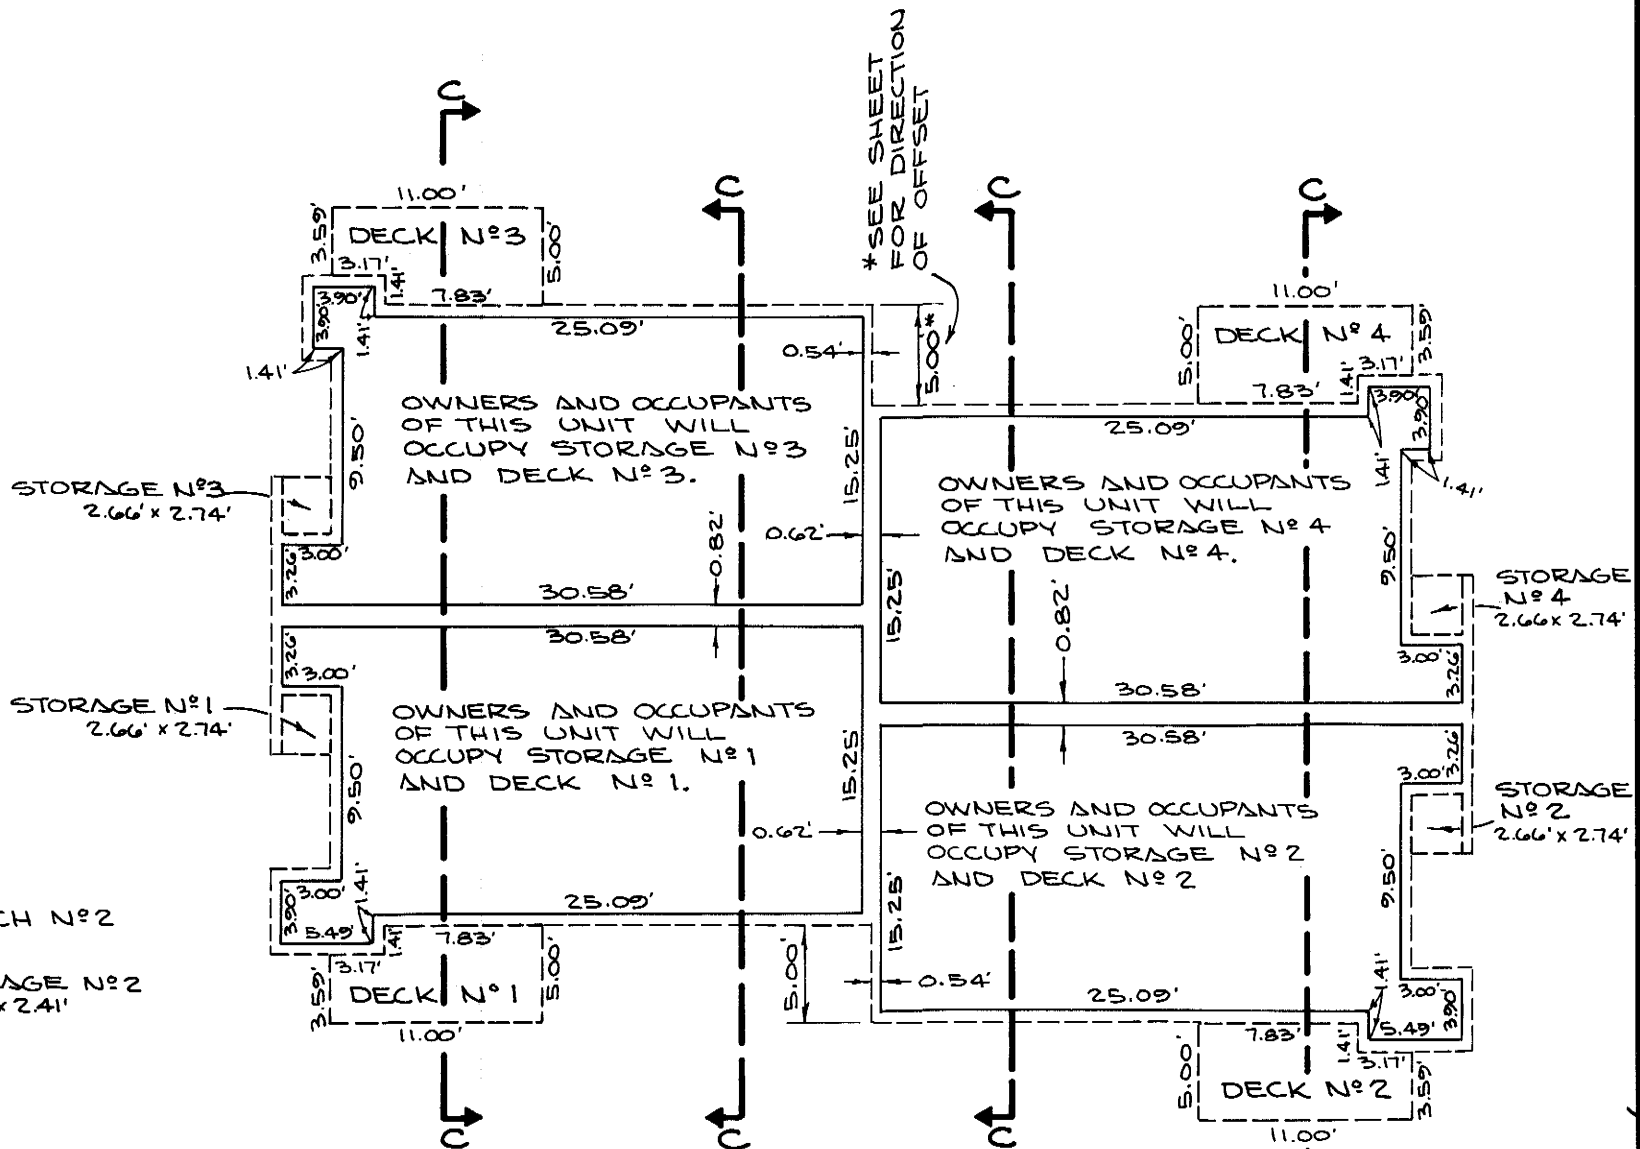 *SEE SHEET
FOR DIRECTION
OF OFFSET
C
C
C
C
11.00'
3.59'
DECK Nº3
5.00'
3.17'
1.41'
7.83'
3.90'
3.90'
1.41'
1.41'
25.09'
0.54'
5.00'*
11.00'
5.00'
DECK Nº 4
3.59'
3.17'
1.41'
7.83'
3.90'
3.90'
25.09'
1.41'
1.41'
OWNERS AND OCCUPANTS
OF THIS UNIT WILL
OCCUPY STORAGE Nº3
AND DECK Nº3.
9.50'
15.25'
STORAGE Nº3
2.66' x 2.74'
3.00'
3.26'
0.62'
0.82'
30.58'
OWNERS AND OCCUPANTS
OF THIS UNIT WILL
OCCUPY STORAGE Nº 4
AND DECK Nº 4.
9.50'
15.25'
0.82'
STORAGE
Nº 4
2.66 x 2.74'
3.00'
3.26'
30.58'
30.58'
3.26'
3.00'
STORAGE Nº1
2.66' x 2.74'
OWNERS AND OCCUPANTS
OF THIS UNIT WILL
OCCUPY STORAGE Nº 1
AND DECK Nº 1.
9.50'
15.25'
0.62'
30.58'
3.26'
3.00'
STORAGE
Nº 2
2.66' x 2.74'
OWNERS AND OCCUPANTS
OF THIS UNIT WILL
OCCUPY STORAGE Nº 2
AND DECK Nº 2
9.50'
15.25'
3.00'
1.41'
3.90'
5.49'
25.09'
1.41'
7.83'
3.17'
3.59'
DECK Nº 1
5.00'
11.00'
5.00'
0.54'
25.09'
1.41'
3.00'
3.90'
5.49'
7.83'
1.41'
3.17'
5.00'
DECK Nº2
3.59'
11.00'
CH Nº2
AGE Nº2
x 2.41'
C
C
C